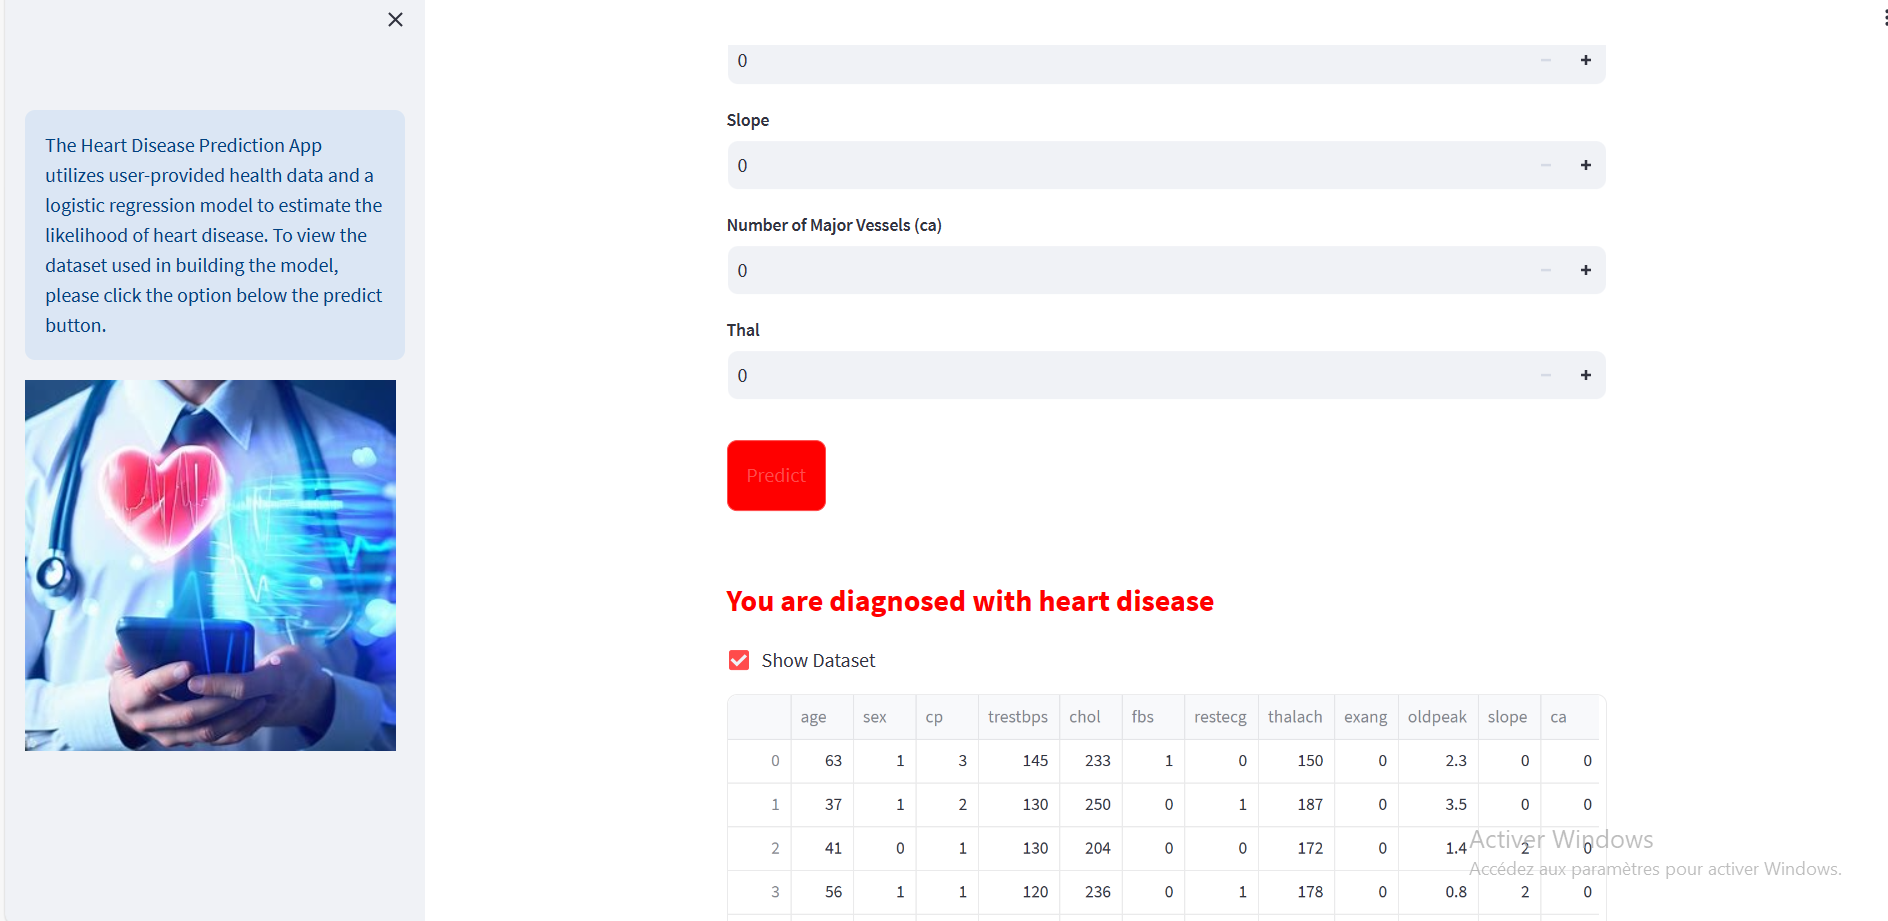 The Heart Disease Prediction App
utilizes user-provided health data and a
logistic regression model to estimate the
likelihood of heart disease. To view the
dataset used in building the model,
please click the option below the predict
button.
0
Slope
0
Number of Major Vessels (ca)
0
Thal
0
Predict
You are diagnosed with heart disease
Show Dataset
age sex cp trestbps chol fbs restecg thalach exang oldpeak slope ca
0 63 1 3 145 233 1 0 150 0 2.3 0 0
1 37 1 2 130 250 0 1 187 0 3.5 0 0
2 41 0 1 130 204 0 0 172 0 1.4 2 0
3 56 1 1 120 236 0 1 178 0 0.8 2 0
Activer Windows
Accédez aux paramètres pour activer Windows.